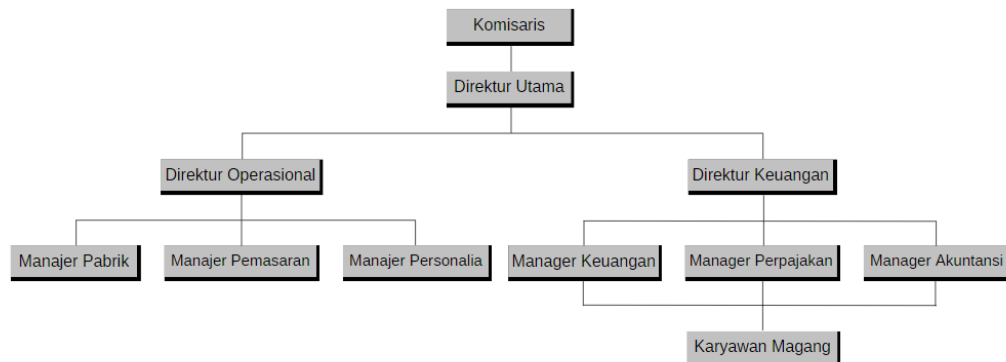 Komisaris
Direktur Utama
Direktur Operasional
Direktur Keuangan
Manajer Pabrik
Manajer Pemasaran
Manajer Personalia
Manager Keuangan
Manager Perpajakan
Manager Akuntansi
Karyawan Magang